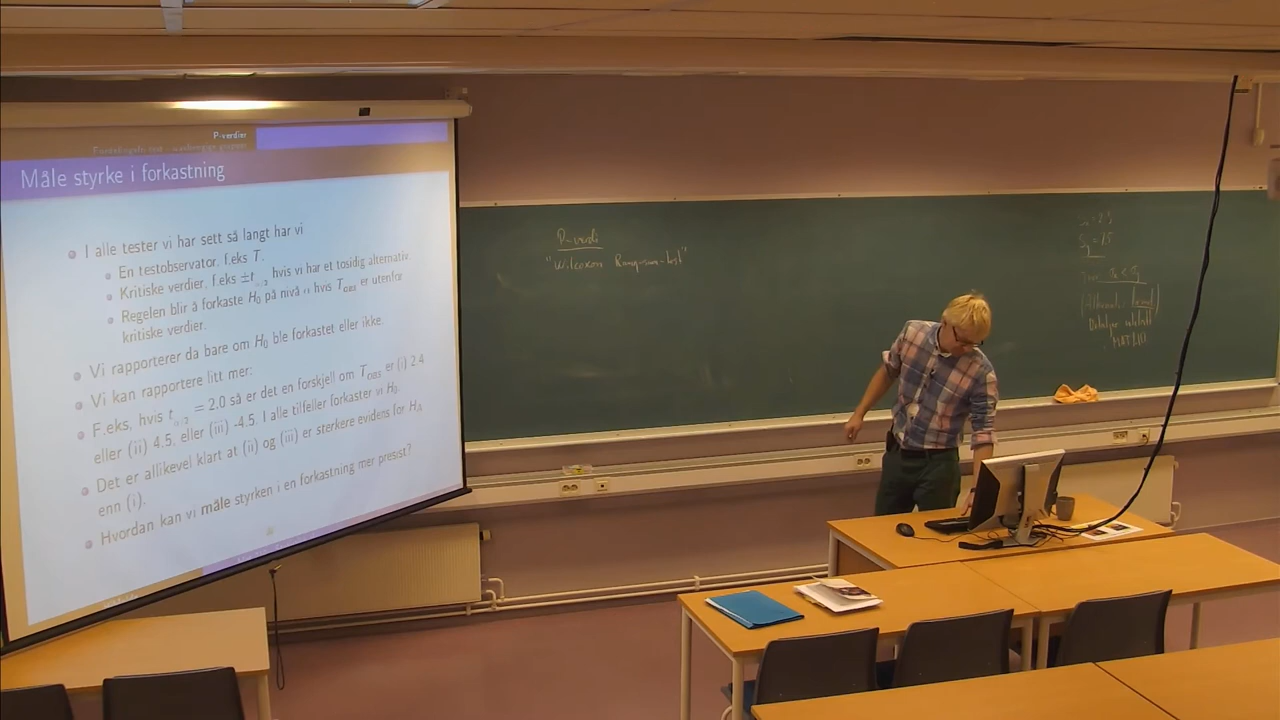 P-verdier
Måle styrke i forkastning
I alle tester vi har sett så langt har vi
En testobservator, f.eks T.
Kritiske verdier, f.eks ±t hvis vi har et tosidig alternativ.
Regelen blir å forkaste H₀ på nivå α hvis T_OBS er utenfor
kritiske verdier.
Vi rapporterer da bare om H₀ ble forkastet eller ikke.
Vi kan rapportere litt mer:
F.eks, hvis t = 2.0 så er det en forskjell om T_OBS er (i) 2.4
eller (ii) 4.5, eller (iii) -4.5. I alle tilfeller forkaster vi H₀.
Det er allikevel klart at (ii) og (iii) er sterkere evidens for H_A
enn (i).
Hvordan kan vi måle styrken i en forkastning mer presist?
P-verdi
"Wilcoxon Rang-sum-test"